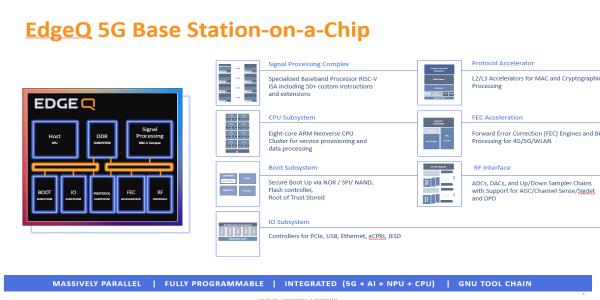 EdgeQ 5G Base Station-on-a-Chip
EDGE Q
Host
CPU
DDR
SUBSYSTEM
Signal
Processing
RISC-V Complex
BOOT
SUBSYSTEM
IO
SUBSYSTEM
PROTOCOL
SUBSYSTEM
FEC
ACCELERATION
RF
INTERFACE
Signal Processing Complex
Specialized Baseband Processor RISC-V
ISA including 50+ custom instructions
and extensions
CPU Subsystem
Eight-core ARM Neoverse CPU
Cluster for service provisioning and
data processing
Boot Subsystem
Secure Boot Up via NOR / SPI/ NAND,
Flash controller,
Root of Trust Stored
IO Subsystem
Controllers for PCIe, USB, Ethernet, eCPRI, JESD
Protocol Accelerator
L2/L3 Accelerators for MAC and Cryptographic
Processing
FEC Acceleration
Forward Error Correction (FEC) Engines and Bi
Processing for 4G/5G/WLAN
RF Interface
ADCs, DACs, and Up/Down Sampler Chains
with Support for AGC/Channel Sense/Sigdet
and DPD
MASSIVELY PARALLEL | FULLY PROGRAMMABLE | INTEGRATED (5G + AI + NPU + CPU) | GNU TOOL CHAIN